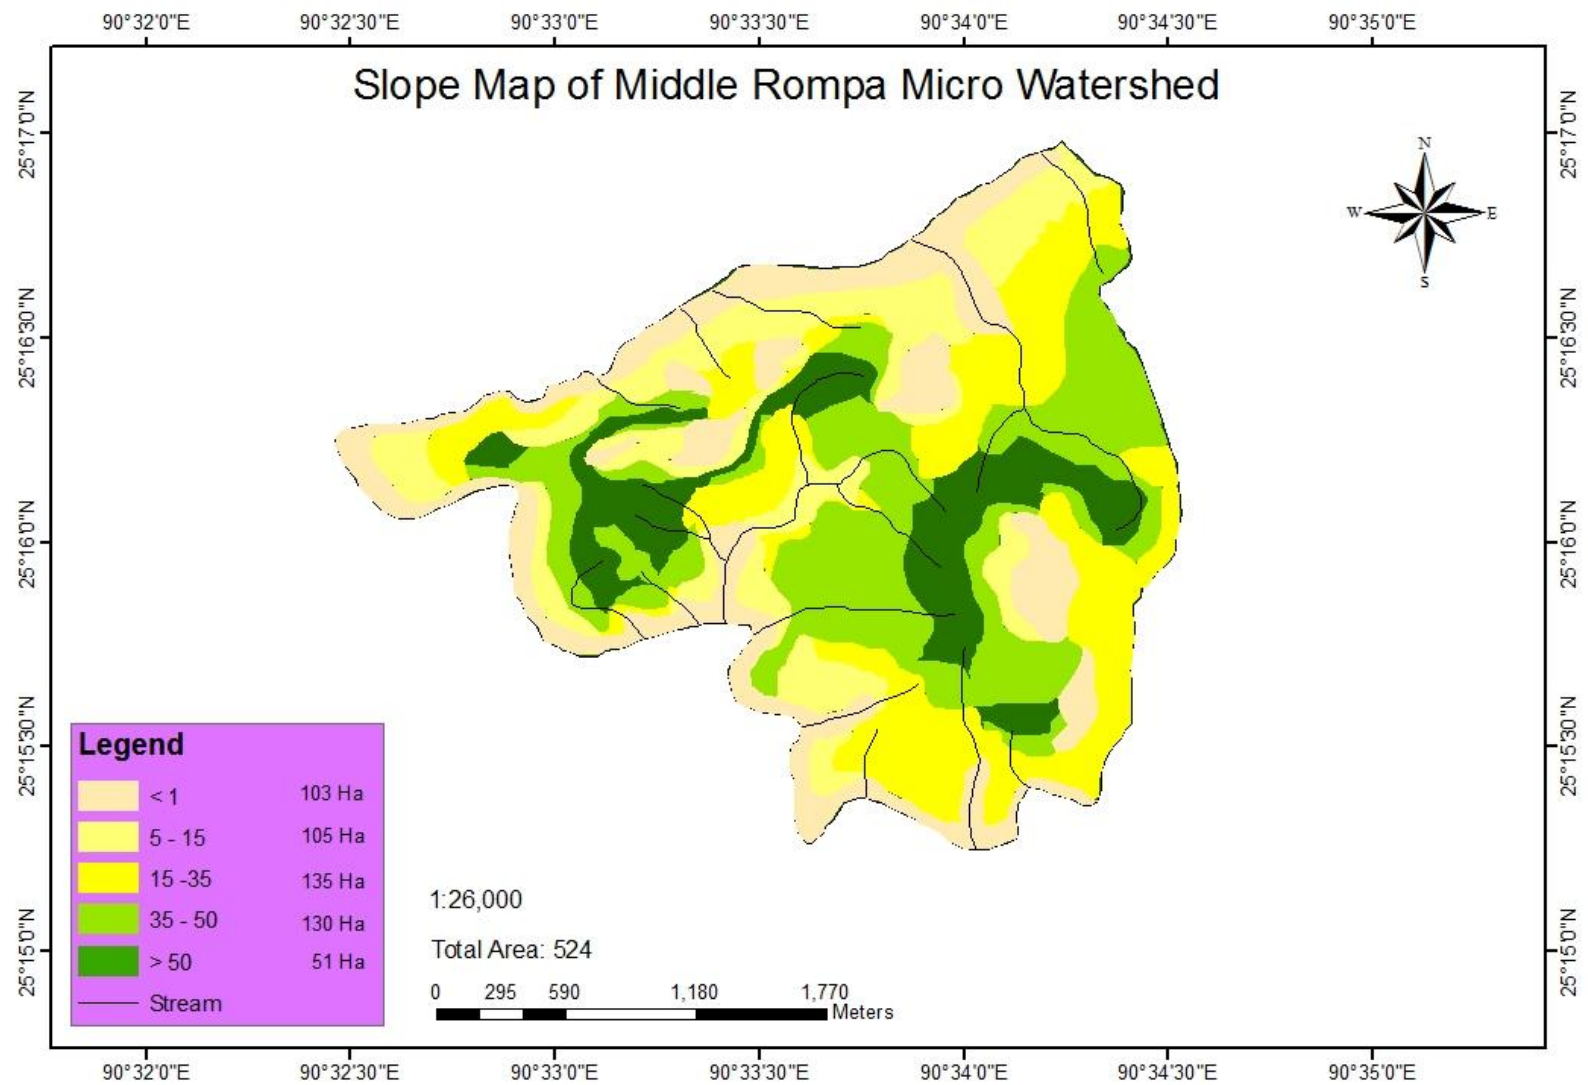 90°32'0"E 90°32'30"E 90°33'0"E 90°33'30"E 90°34'0"E 90°34'30"E 90°35'0"E
Slope Map of Middle Rompa Micro Watershed
25°17'0"N 25°17'0"N
N
W E
S
25°16'30"N 25°16'30"N
25°16'0"N 25°16'0"N
25°15'30"N 25°15'30"N
Legend
< 1 103 Ha
5 - 15 105 Ha
15 -35 135 Ha
35 - 50 130 Ha
> 50 51 Ha
Stream
1:26,000
Total Area: 524
0 295 590 1,180 1,770
Meters
25°15'0"N 25°15'0"N
90°32'0"E 90°32'30"E 90°33'0"E 90°33'30"E 90°34'0"E 90°34'30"E 90°35'0"E